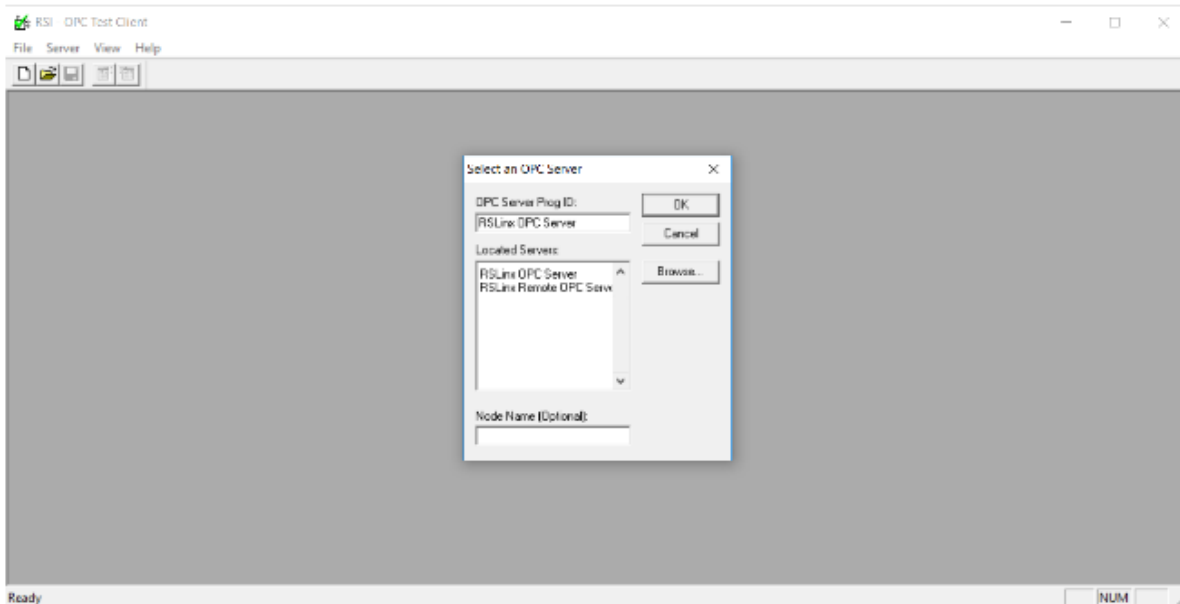 RSI - OPC Test Client
File Server View Help
Select an OPC Server
OPC Server Prog ID:
RSLinx OPC Server
OK
Cancel
Located Servers:
RSLinx OPC Server
RSLinx Remote OPC Serve
Browse...
Node Name (Optional):
Ready
NUM